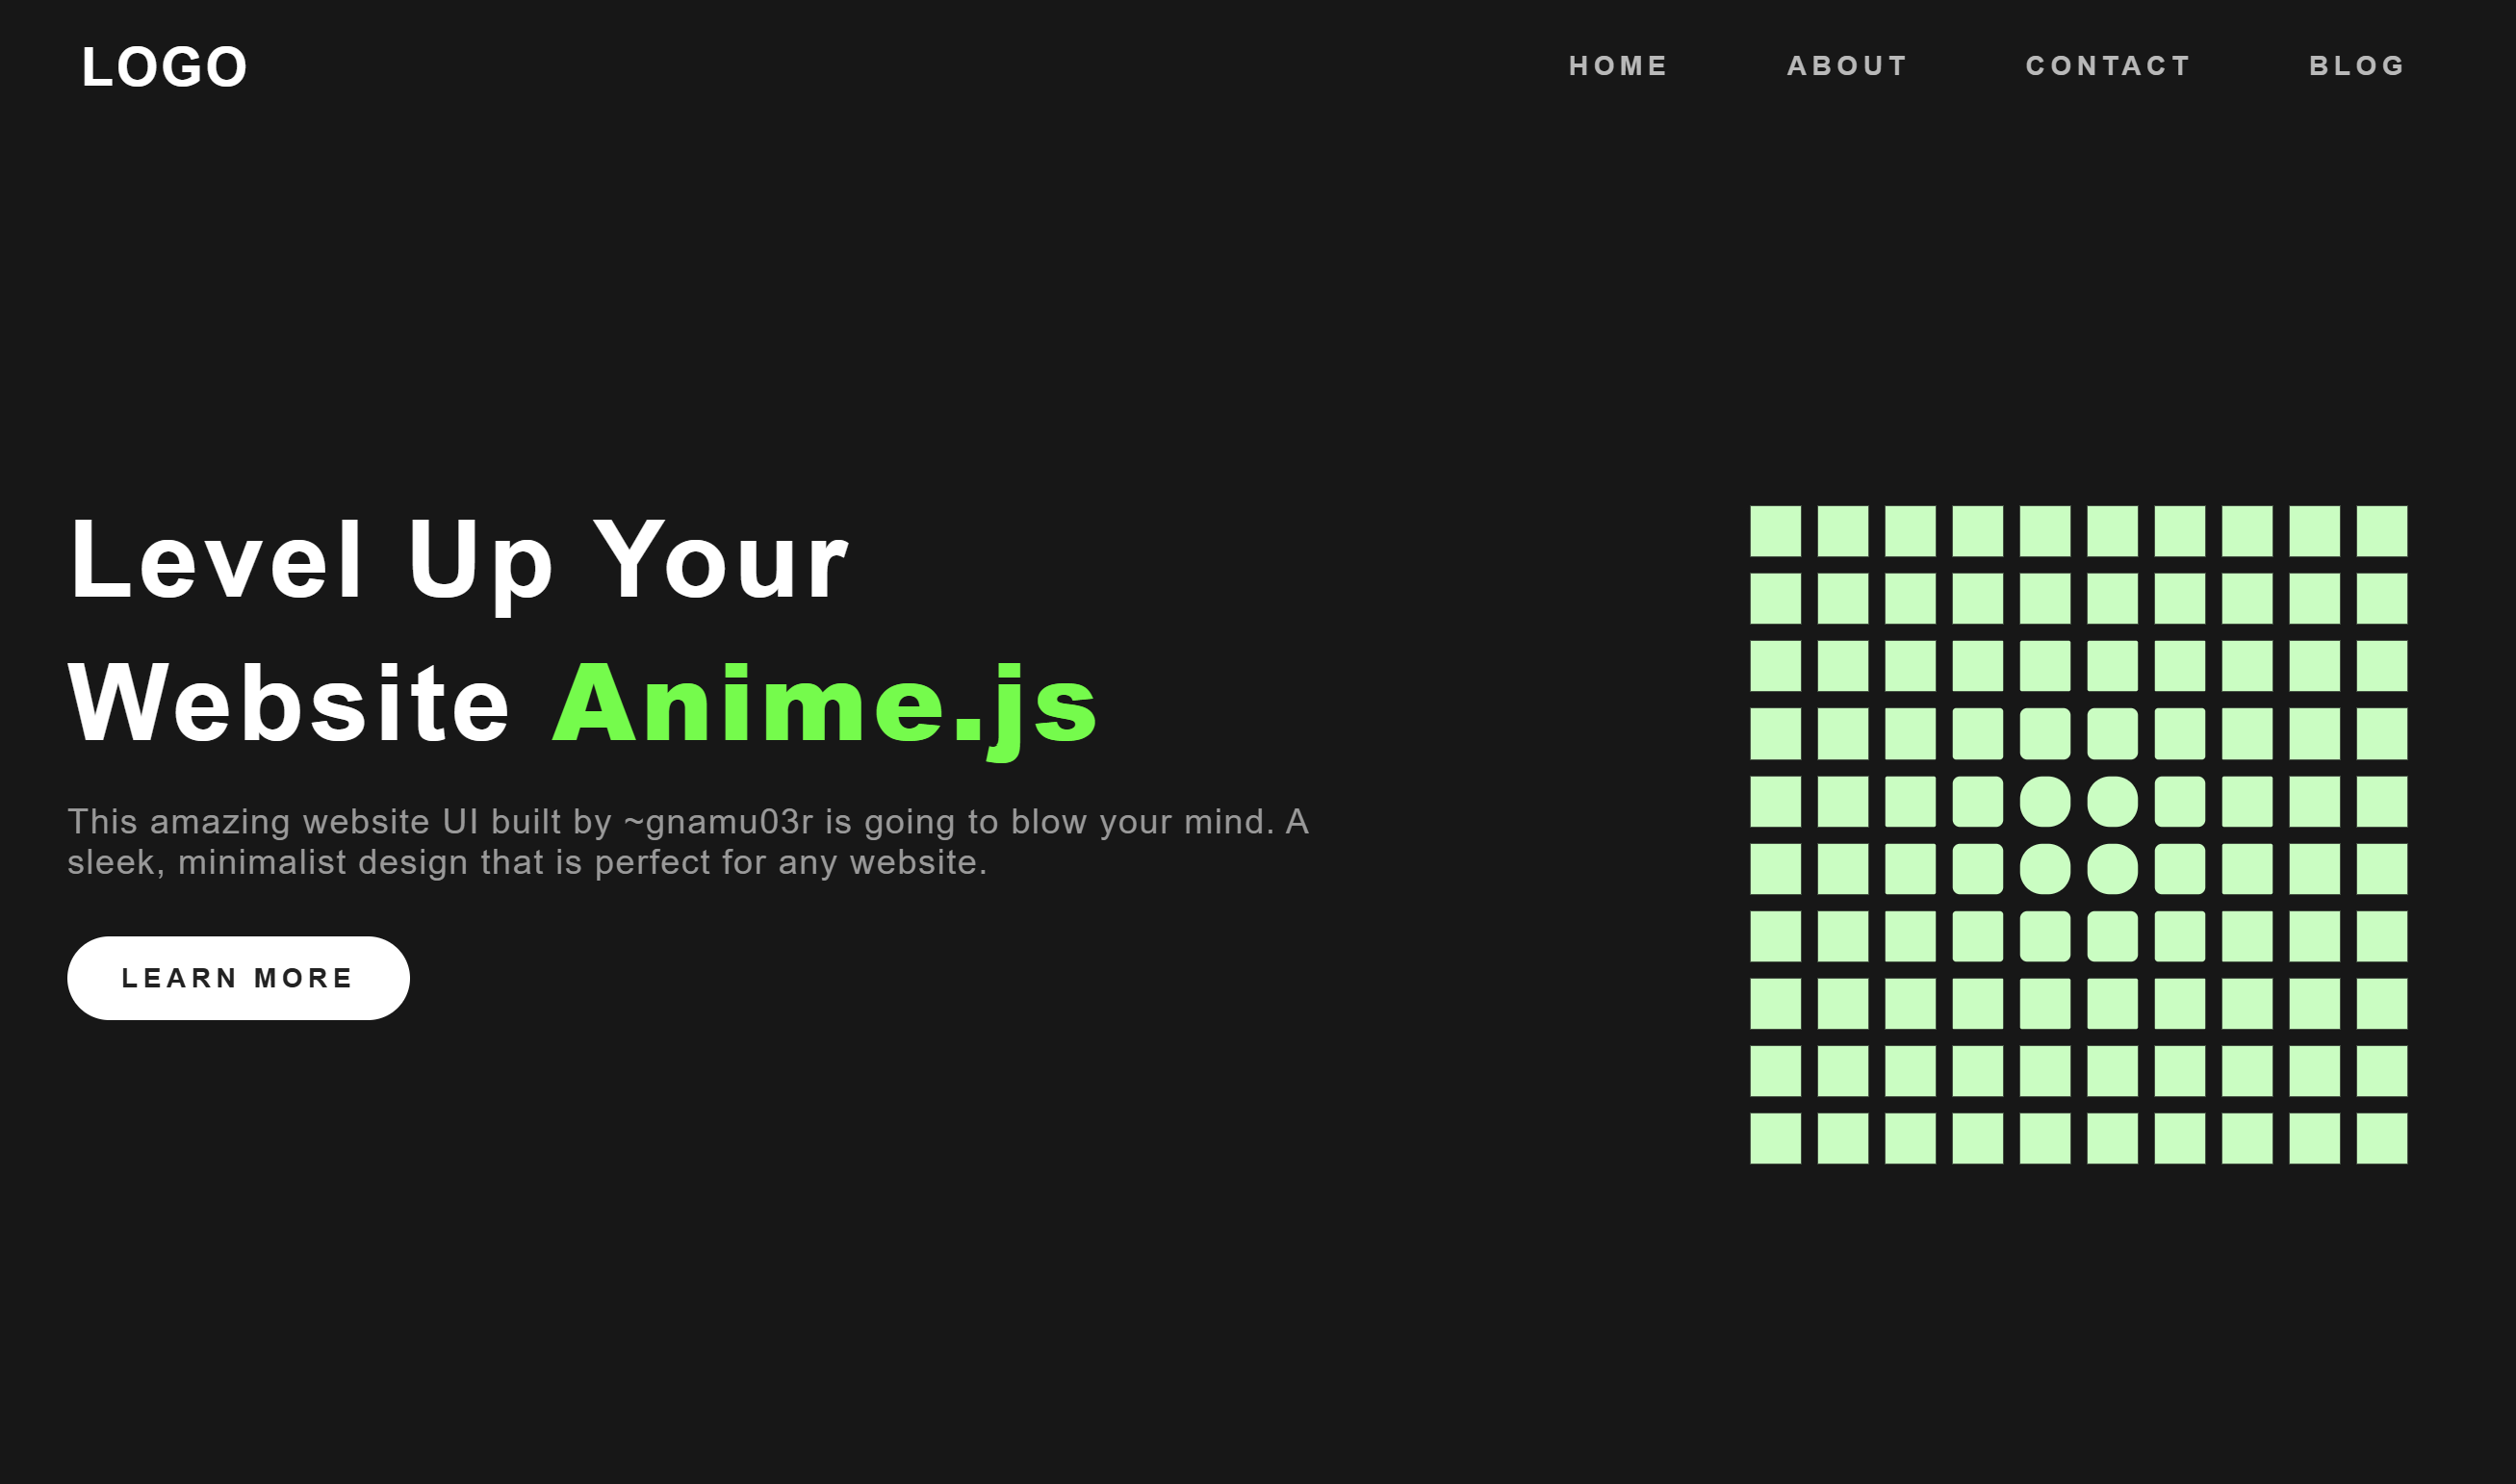 LOGO
HOME ABOUT CONTACT BLOG
Level Up Your
Website Anime.js
This amazing website UI built by ~gnamu03r is going to blow your mind. A
sleek, minimalist design that is perfect for any website.
LEARN MORE